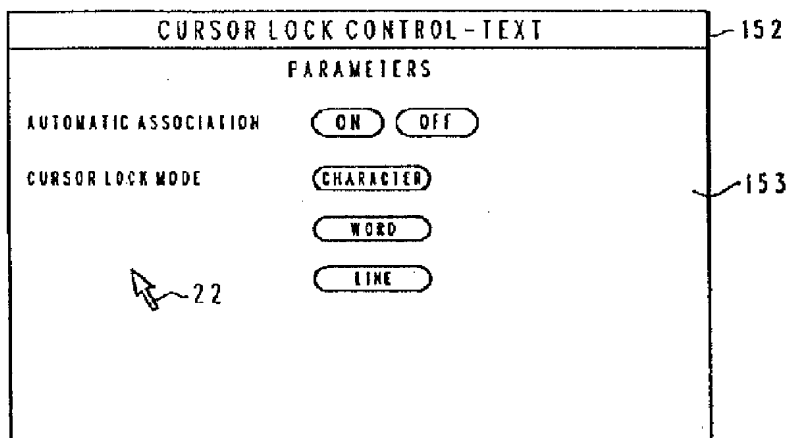 CURSOR LOCK CONTROL-TEXT
152
PARAMETERS
AUTOMATIC ASSOCIATION ON OFF
CURSOR LOCK MODE CHARACTER
153
WORD
LINE
22